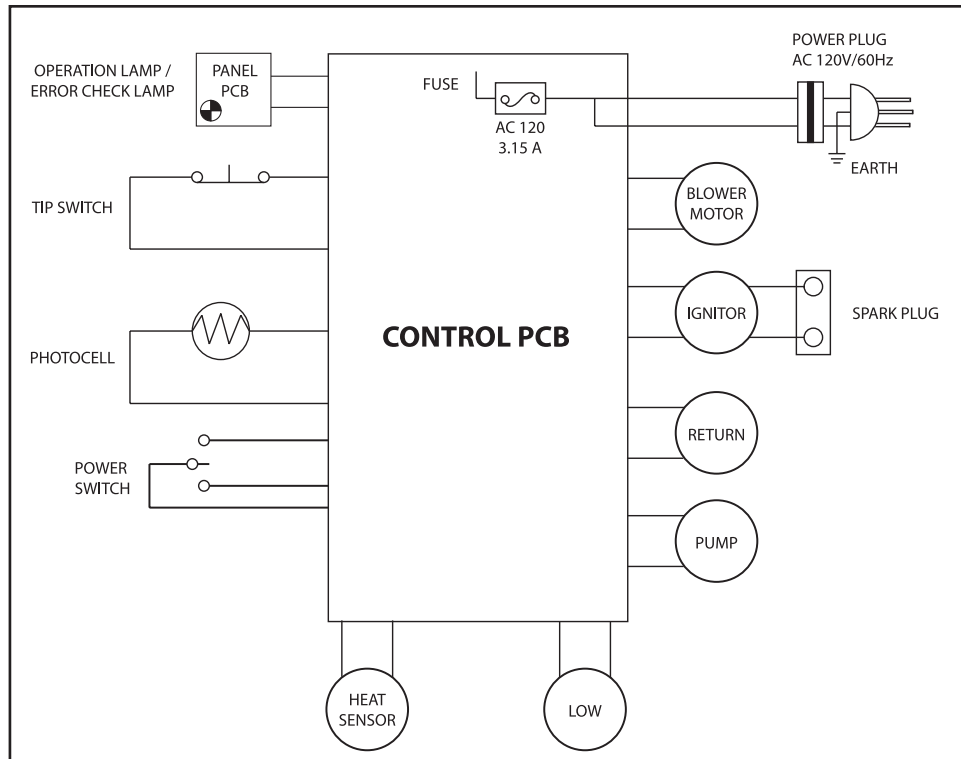 OPERATION LAMP /
ERROR CHECK LAMP
PANEL
PCB
FUSE
AC 120
3.15 A
POWER PLUG
AC 120V/60Hz
EARTH
TIP SWITCH
BLOWER
MOTOR
IGNITOR
SPARK PLUG
PHOTOCELL
CONTROL PCB
RETURN
POWER
SWITCH
PUMP
HEAT
SENSOR
LOW